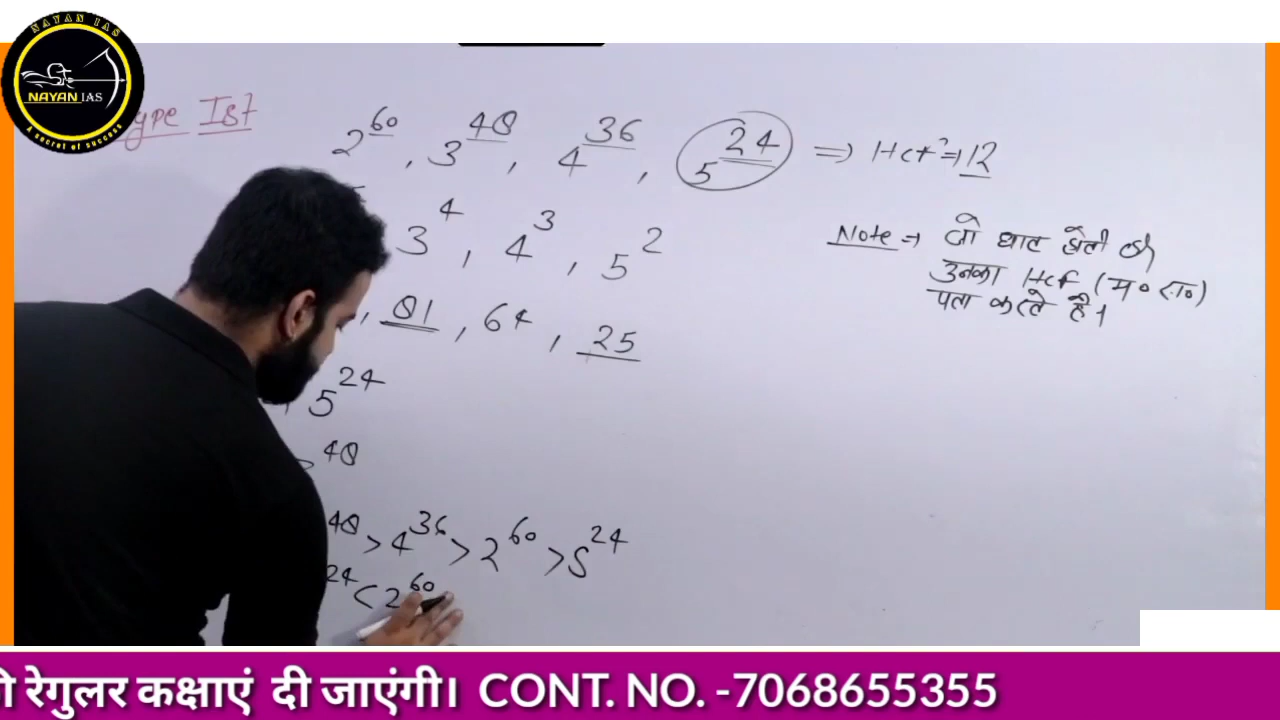 NAYAN IAS
NAYAN IAS
A secret of success
ype Ist
2^60, 3^48, 4^36, 5^24 ⇒ Hcf ⇒ 12
3^4, 4^3, 5^2
Note ⇒ जो घात होती है
उनका Hcf (म० स०)
पता करते है।
, 81, 64, 25
5^24
48
48 > 4^36 > 2^60 > 5^24
24 < 2^60
ो रेगुलर कक्षाएं दी जाएंगी। CONT. NO. -7068655355